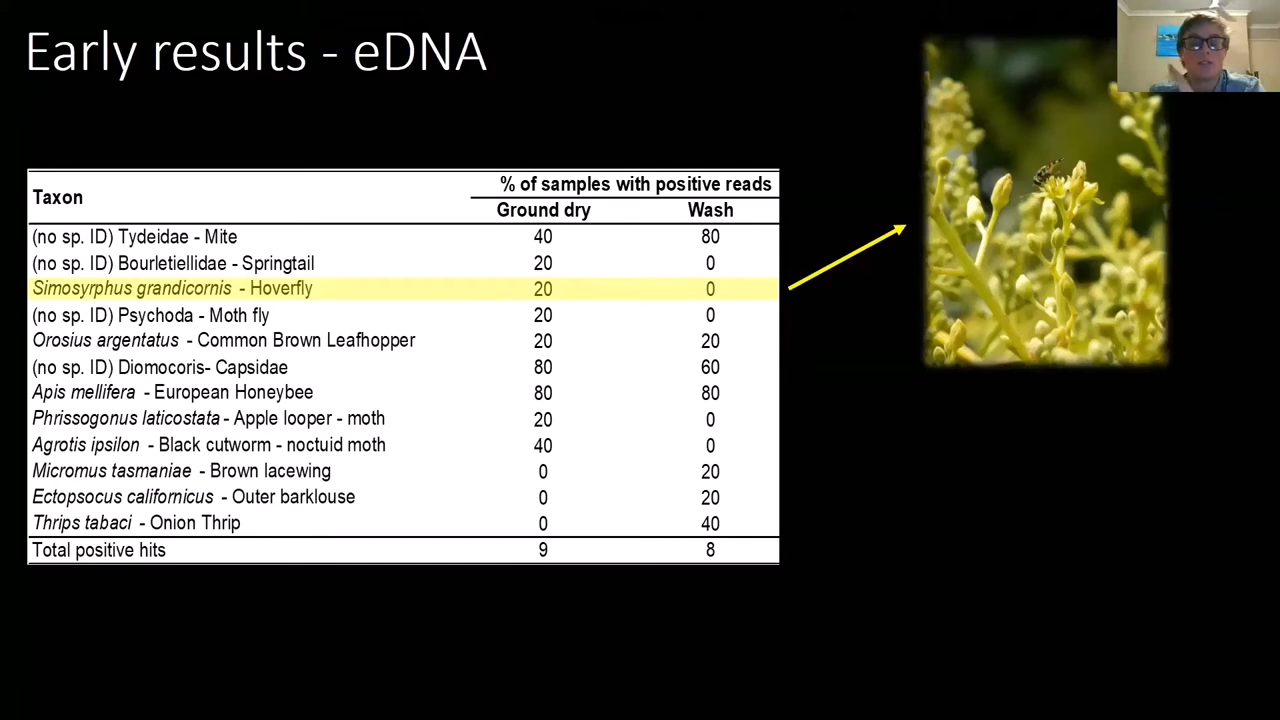 Early results - eDNA
Taxon
% of samples with positive reads
Ground dry Wash
(no sp. ID) Tydeidae - Mite 40 80
(no sp. ID) Bourletiellidae - Springtail 20 0
Simosyrphus grandicornis - Hoverfly 20 0
(no sp. ID) Psychoda - Moth fly 20 0
Orosius argentatus - Common Brown Leafhopper 20 20
(no sp. ID) Diomocoris- Capsidae 80 60
Apis mellifera - European Honeybee 80 80
Phrissogonus laticostata - Apple looper - moth 20 0
Agrotis ipsilon - Black cutworm - noctuid moth 40 0
Micromus tasmaniae - Brown lacewing 0 20
Ectopsocus californicus - Outer barklouse 0 20
Thrips tabaci - Onion Thrip 0 40
Total positive hits 9 8